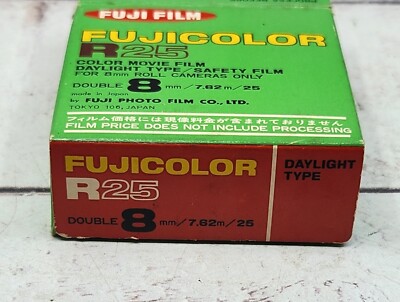 FUJI FILM
FUJICOLOR
R25
COLOR MOVIE FILM
DAYLIGHT TYPE/SAFETY FILM
FOR 8mm ROLL CAMERAS ONLY
DOUBLE 8 mm/7.62m/25
made in Japan
by FUJI PHOTO FILM CO., LTD.
TOKYO 106, JAPAN
フィルム価格には現像料金が含まれておりません
FILM PRICE DOES NOT INCLUDE PROCESSING
FUJICOLOR
R25
DOUBLE 8 mm/7.62m/25
DAYLIGHT
TYPE